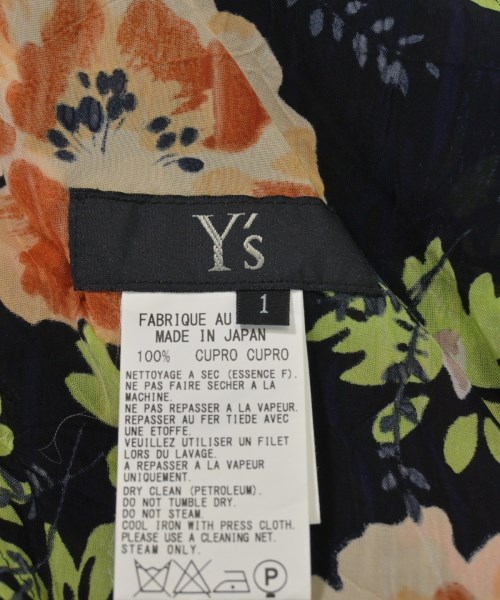 Y's
1
FABRIQUE AU
MADE IN JAPAN
100% CUPRO CUPRO
NETTOYAGE A SEC (ESSENCE F).
NE PAS FAIRE SECHER A LA
MACHINE.
NE PAS REPASSER A LA VAPEUR.
REPASSER AU FER TIEDE AVEC
UNE ETOFFE.
VEUILLEZ UTILISER UN FILET
LORS DU LAVAGE.
A REPASSER A LA VAPEUR
UNIQUEMENT.
DRY CLEAN (PETROLEUM).
DO NOT TUMBLE DRY.
DO NOT STEAM.
COOL IRON WITH PRESS CLOTH.
PLEASE USE A CLEANING NET.
STEAM ONLY.
P